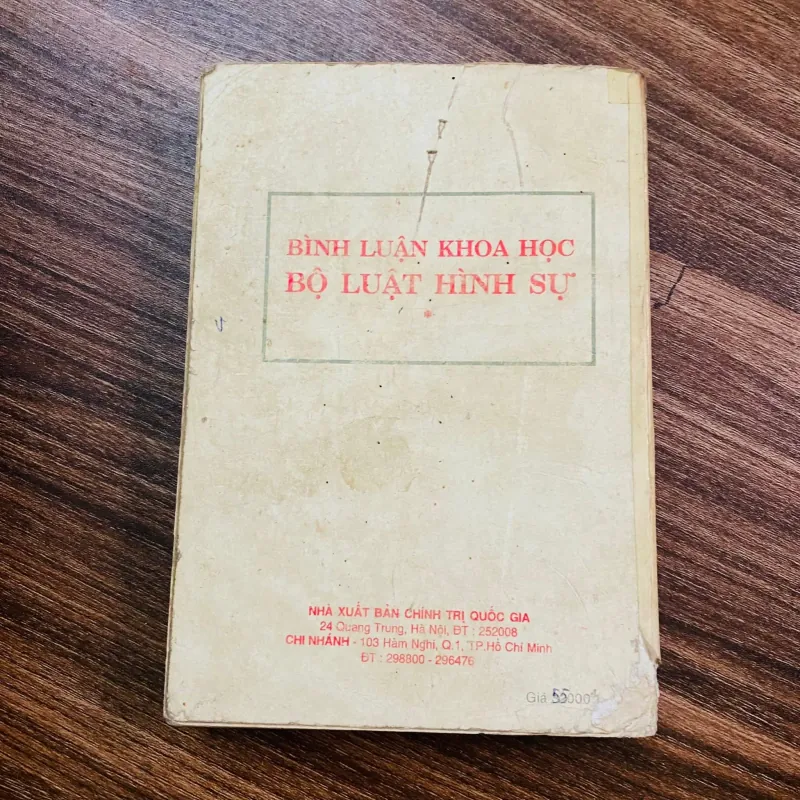 BÌNH LUẬN KHOA HỌC
BỘ LUẬT HÌNH SỰ
*
NHÀ XUẤT BẢN CHÍNH TRỊ QUỐC GIA
24 Quang Trung, Hà Nội, ĐT : 252008
CHI NHÁNH - 103 Hàm Nghi, Q.1, TP.Hồ Chí Minh
ĐT : 298800 - 296476
Giá